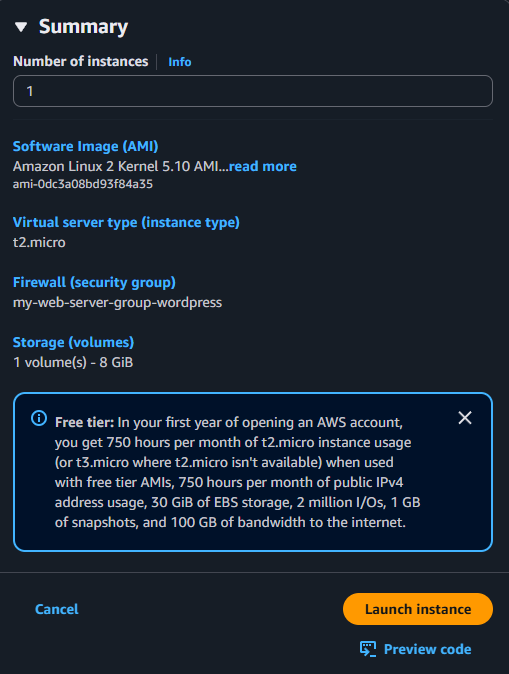 Summary
Number of instances Info
1
Software Image (AMI)
Amazon Linux 2 Kernel 5.10 AMI...read more
ami-0dc3a08bd93f84a35
Virtual server type (instance type)
t2.micro
Firewall (security group)
my-web-server-group-wordpress
Storage (volumes)
1 volume(s) - 8 GiB
Free tier: In your first year of opening an AWS account,
you get 750 hours per month of t2.micro instance usage
(or t3.micro where t2.micro isn't available) when used
with free tier AMIs, 750 hours per month of public IPv4
address usage, 30 GiB of EBS storage, 2 million I/Os, 1 GB
of snapshots, and 100 GB of bandwidth to the internet.
Cancel
Launch instance
Preview code